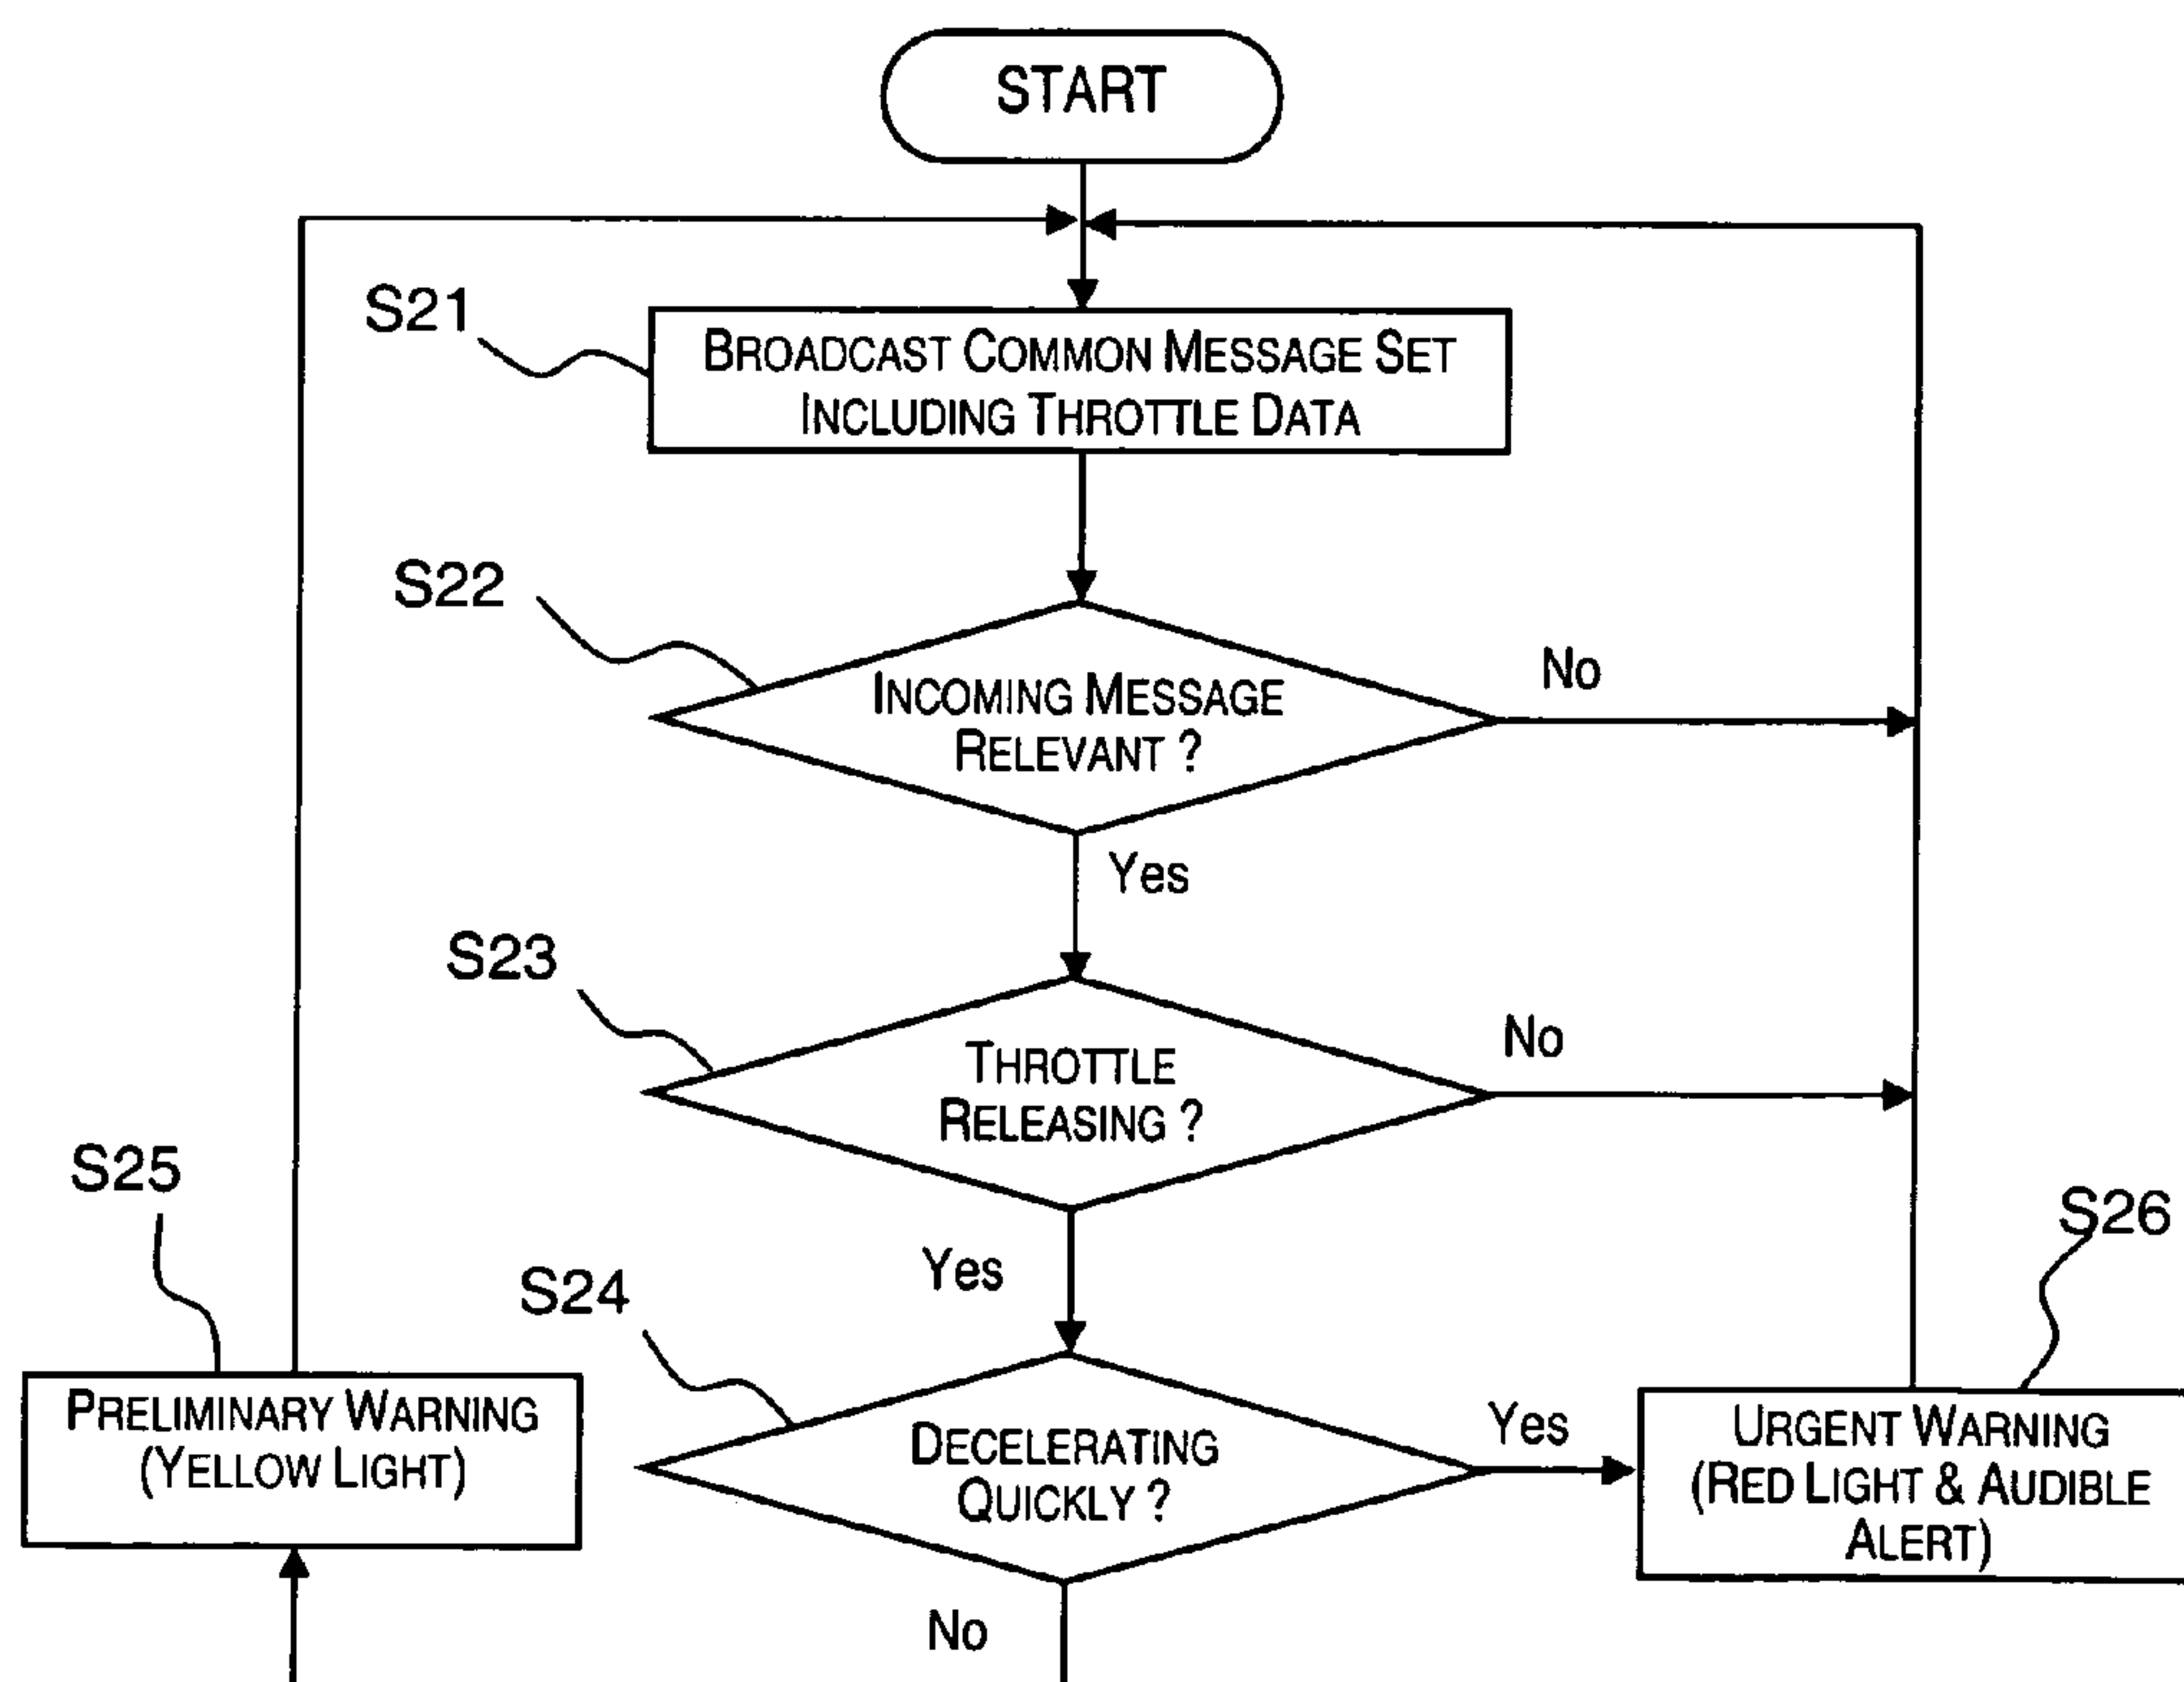 START
S21
BROADCAST COMMON MESSAGE SET
INCLUDING THROTTLE DATA
S22
INCOMING MESSAGE
RELEVANT ?
No
Yes
S23
THROTTLE
RELEASING ?
No
Yes
S24
S25
S26
PRELIMINARY WARNING
(YELLOW LIGHT)
DECELERATING
QUICKLY ?
Yes
URGENT WARNING
(RED LIGHT & AUDIBLE
ALERT)
No